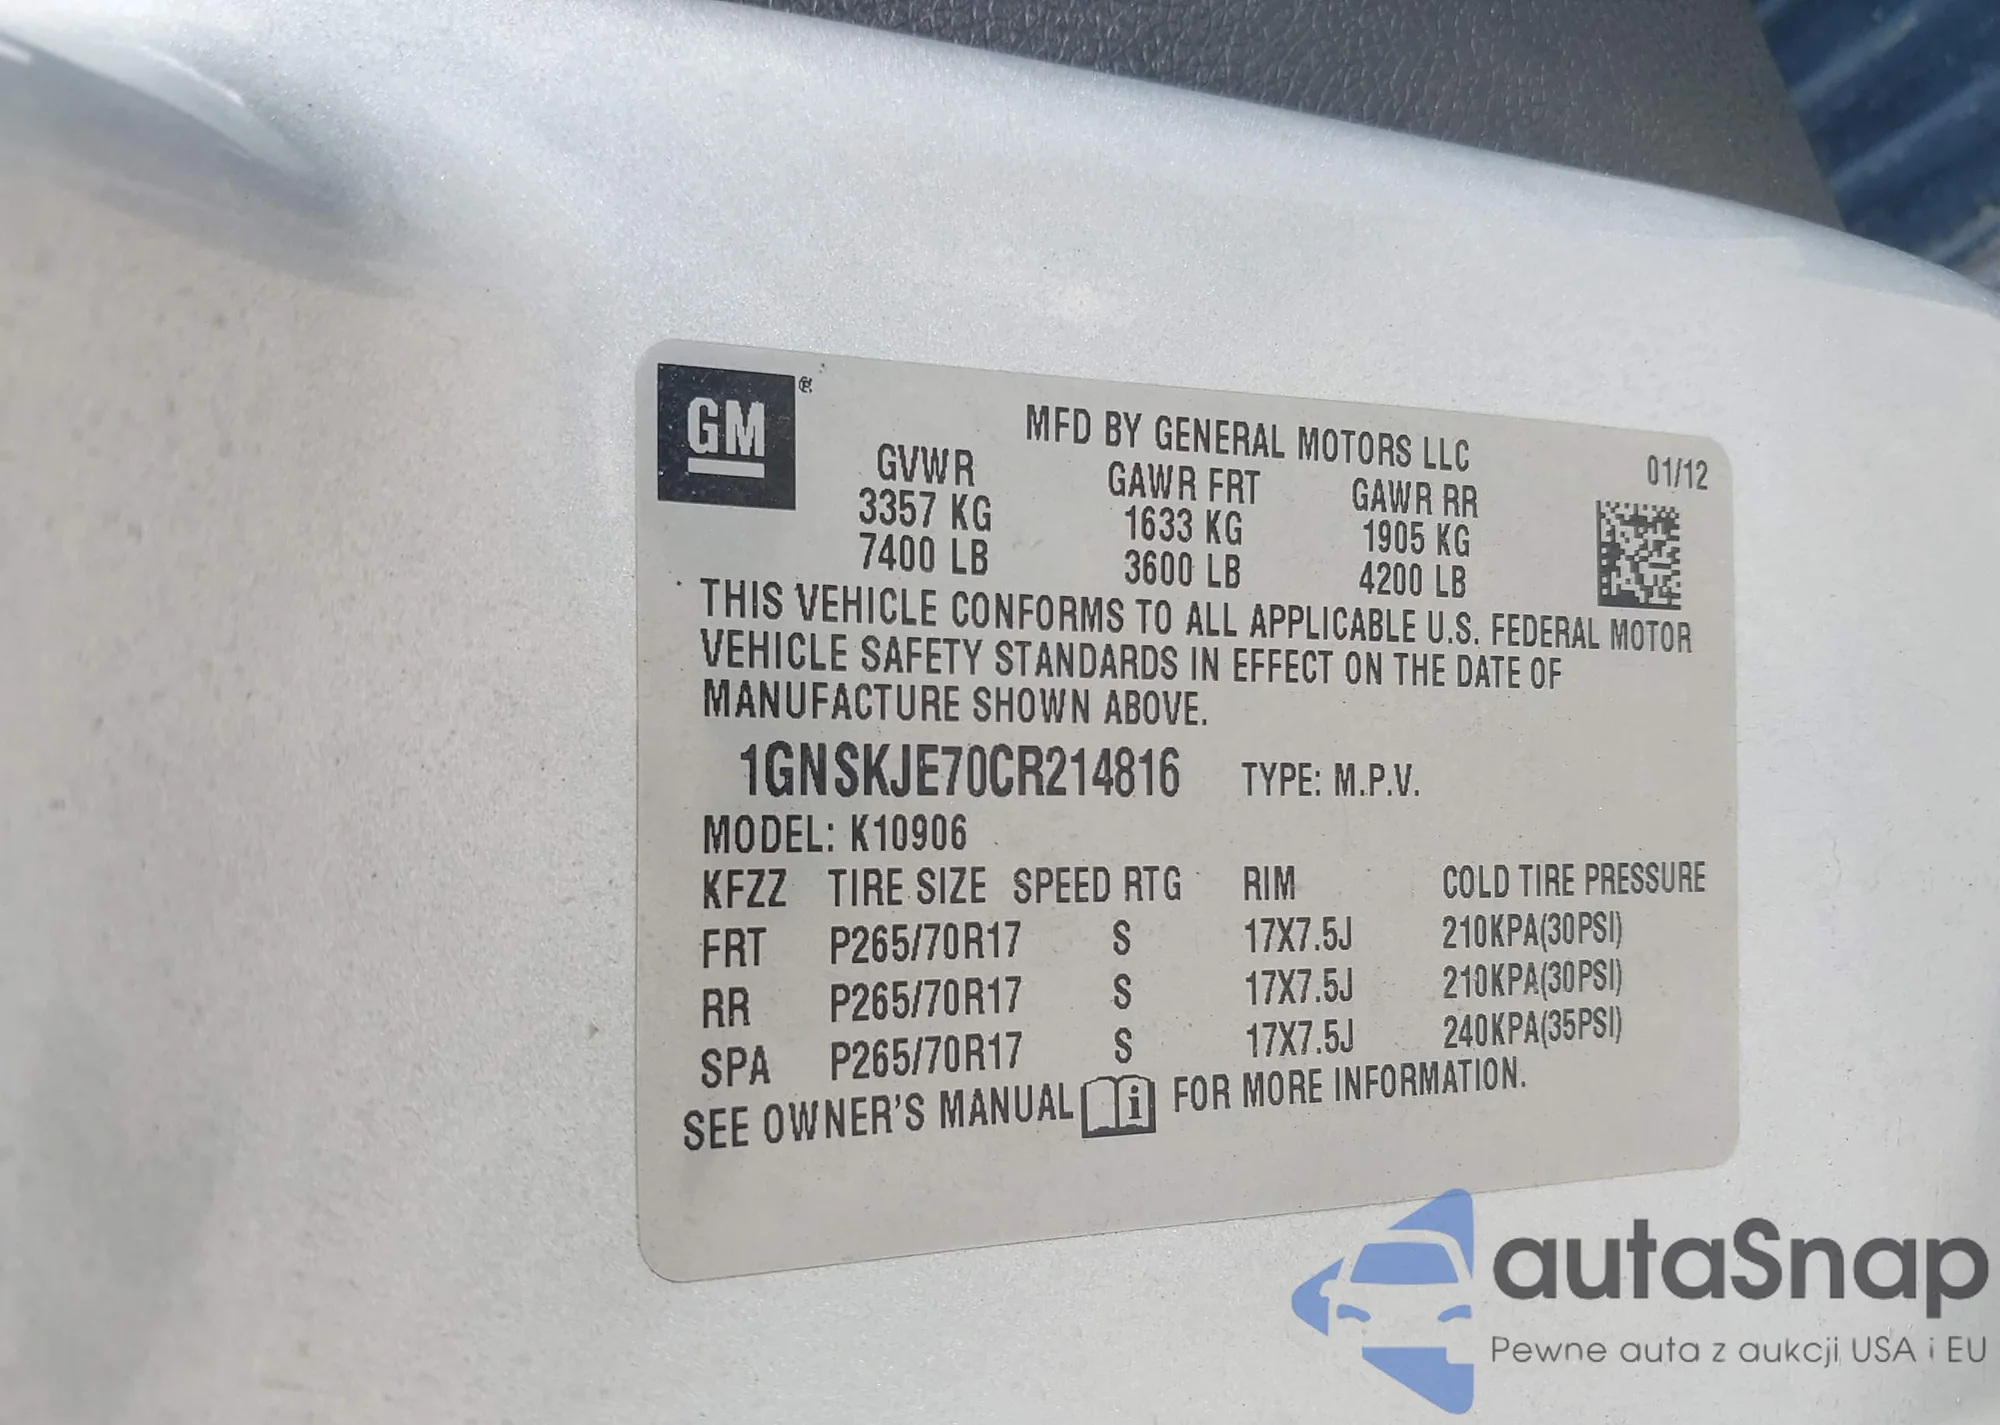 GM
MFD BY GENERAL MOTORS LLC
01/12
GVWR GAWR FRT GAWR RR
3357 KG 1633 KG 1905 KG
7400 LB 3600 LB 4200 LB
THIS VEHICLE CONFORMS TO ALL APPLICABLE U.S. FEDERAL MOTOR
VEHICLE SAFETY STANDARDS IN EFFECT ON THE DATE OF
MANUFACTURE SHOWN ABOVE.
1GNSKJE70CR214816 TYPE: M.P.V.
MODEL: K10906
KFZZ TIRE SIZE SPEED RTG RIM COLD TIRE PRESSURE
FRT P265/70R17 S 17X7.5J 210KPA(30PSI)
RR P265/70R17 S 17X7.5J 210KPA(30PSI)
SPA P265/70R17 S 17X7.5J 240KPA(35PSI)
SEE OWNER'S MANUAL i FOR MORE INFORMATION.
autaSnap
Pewne auta z aukcji USA i EU